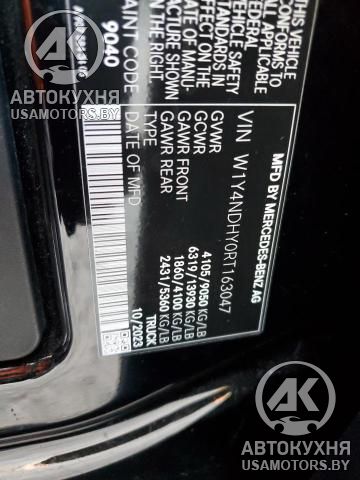 THIS VEHICLE
CONFORMS TO
ALL APPLICABLE
FEDERAL
VEHICLE SAFETY
STANDARDS IN
DATE OF MANU-
FACTURE SHOWN
ON THE RIGHT.
PAINT CODE
9040
MFD BY MERCEDES-BENZ AG
VIN W1Y4NDHY0RT163047
GVWR 4105/9050 KG/LB
GCWR 6319/13930 KG/LB
GAWR FRONT 1860/4100 KG/LB
GAWR REAR 2431/5360 KG/LB
TYPE TRUCK
DATE OF MFD 10/2023
АВТОКУХНЯ
USAMOTORS.BY
АК
АВТОКУХНЯ
USAMOTORS.BY